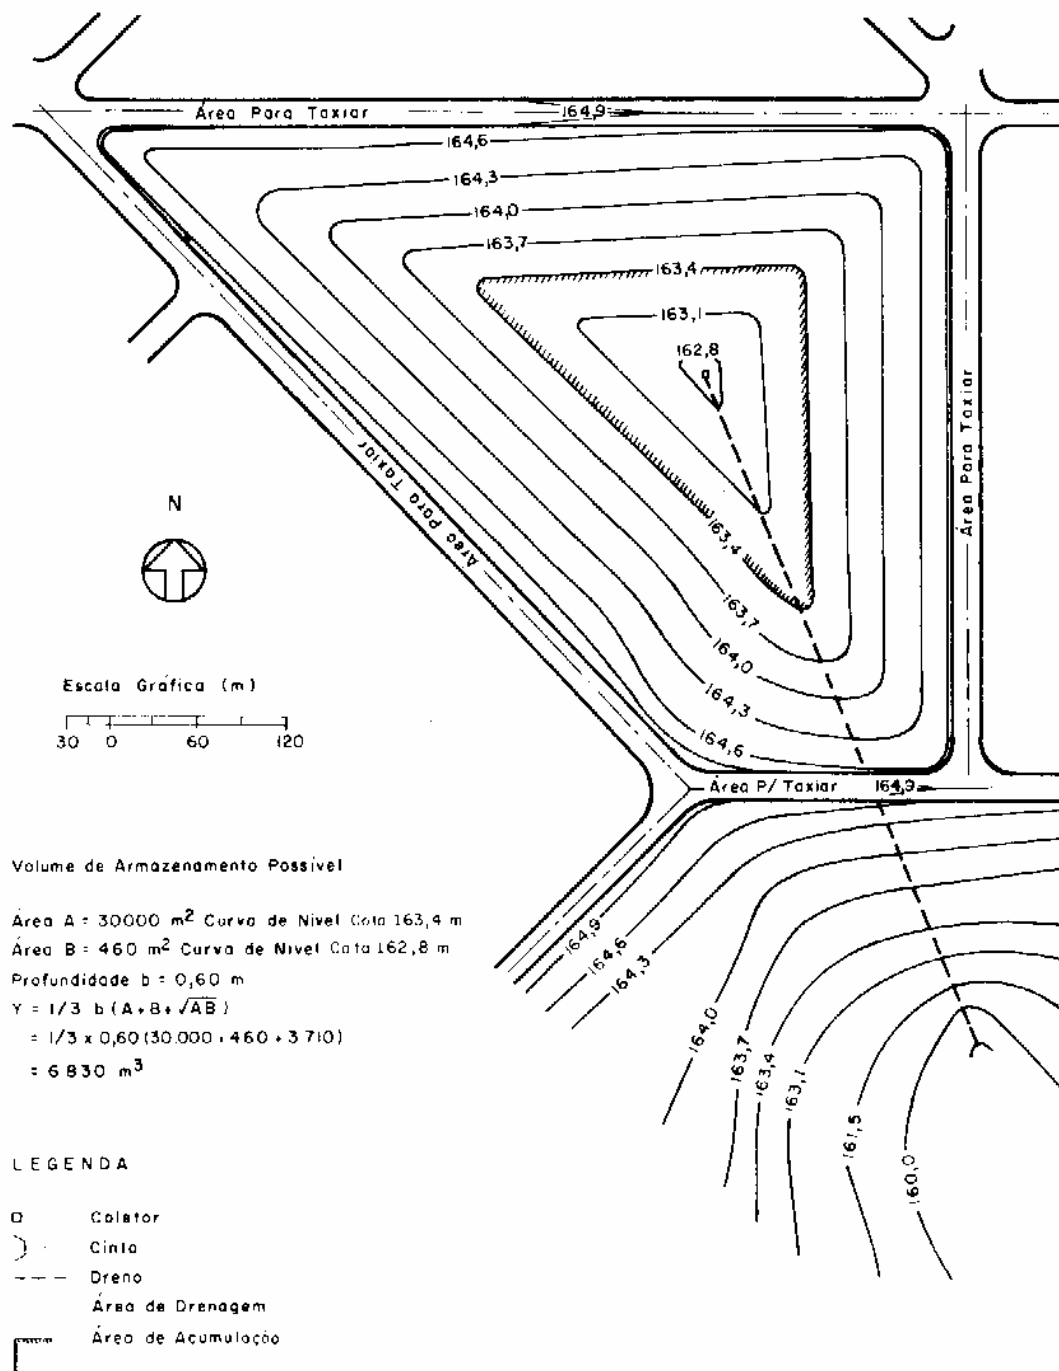 Área Para Taxiar
164,9
164,6
164,3
164,0
163,7
163,4
163,1
162,8
Área Para Taxiar
Área Para Taxiar
N
163,4
163,7
164,0
164,3
164,6
Escala Gráfica (m)
30 0 60 120
Área P/ Taxiar 164,9
Volume de Armazenamento Possível
Área A = 30000 m² Curva de Nível Cota 163,4 m
Área B = 460 m² Curva de Nível Cota 162,8 m
Profundidade b = 0,60 m
Y = 1/3 b (A+B+√AB)
= 1/3 x 0,60 (30.000 + 460 + 3 710)
= 6 830 m³
164,9
164,6
164,3
164,0
163,7
163,4
163,1
161,5
160,0
LEGENDA
Coletor
Cinta
Dreno
Área de Drenagem
Área de Acumulação